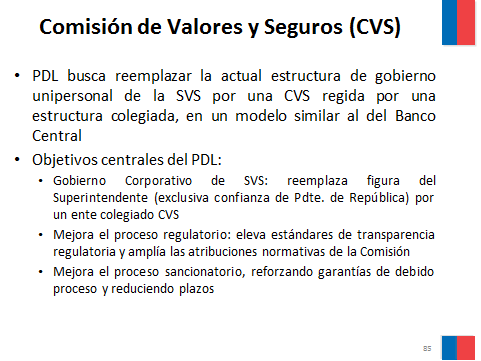 Comisión de Valores y Seguros (CVS)
• PDL busca reemplazar la actual estructura de gobierno
unipersonal de la SVS por una CVS regida por una
estructura colegiada, en un modelo similar al del Banco
Central
• Objetivos centrales del PDL:
• Gobierno Corporativo de SVS: reemplaza figura del
Superintendente (exclusiva confianza de Pdte. de República) por
un ente colegiado CVS
• Mejora el proceso regulatorio: eleva estándares de transparencia
regulatoria y amplía las atribuciones normativas de la Comisión
• Mejora el proceso sancionatorio, reforzando garantías de debido
proceso y reduciendo plazos
85